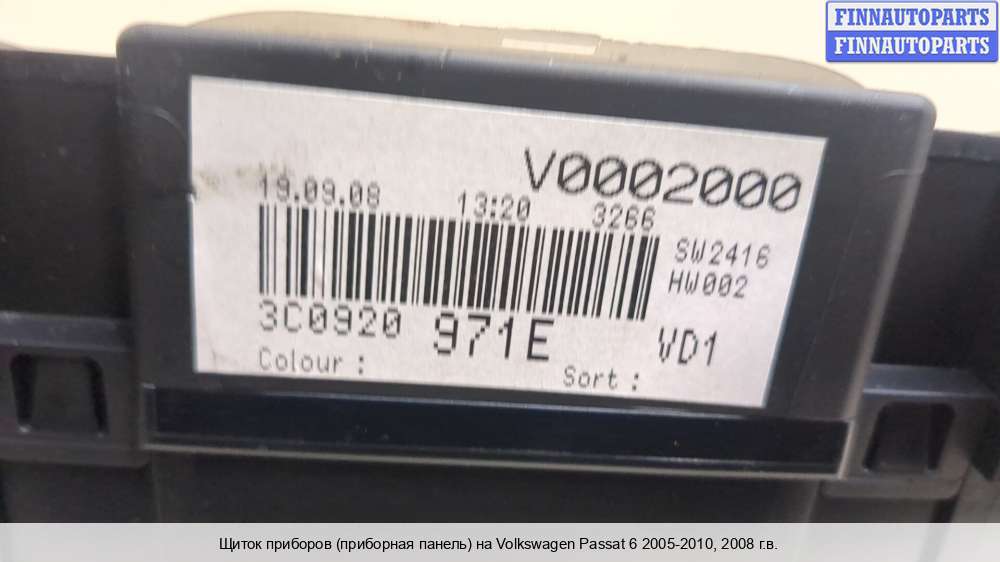 FINNAUTOPARTS
FINNAUTOPARTS
V0002000
19.09.08 13:20 3266
SW2416
HW002
3C0920 971E VD1
Colour :
Sort :
Щиток приборов (приборная панель) на Volkswagen Passat 6 2005-2010, 2008 г.в.